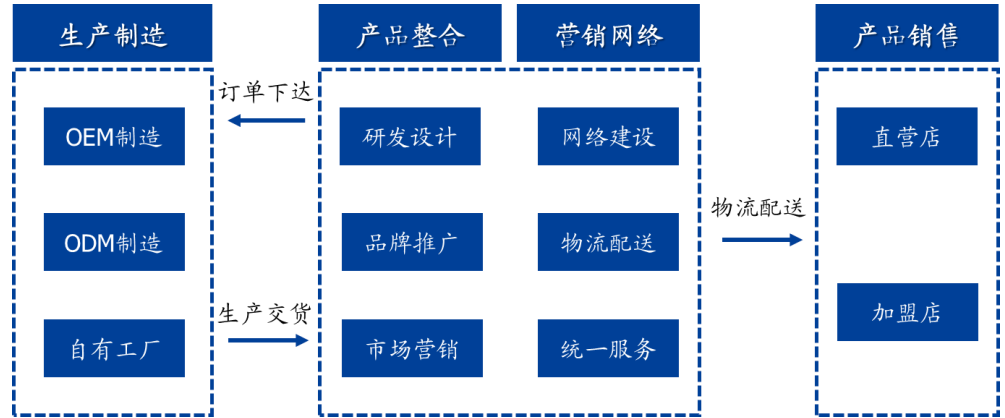 生产制造
产品整合
营销网络
产品销售
订单下达
OEM制造
研发设计
网络建设
直营店
物流配送
ODM制造
品牌推广
物流配送
加盟店
生产交货
自有工厂
市场营销
统一服务